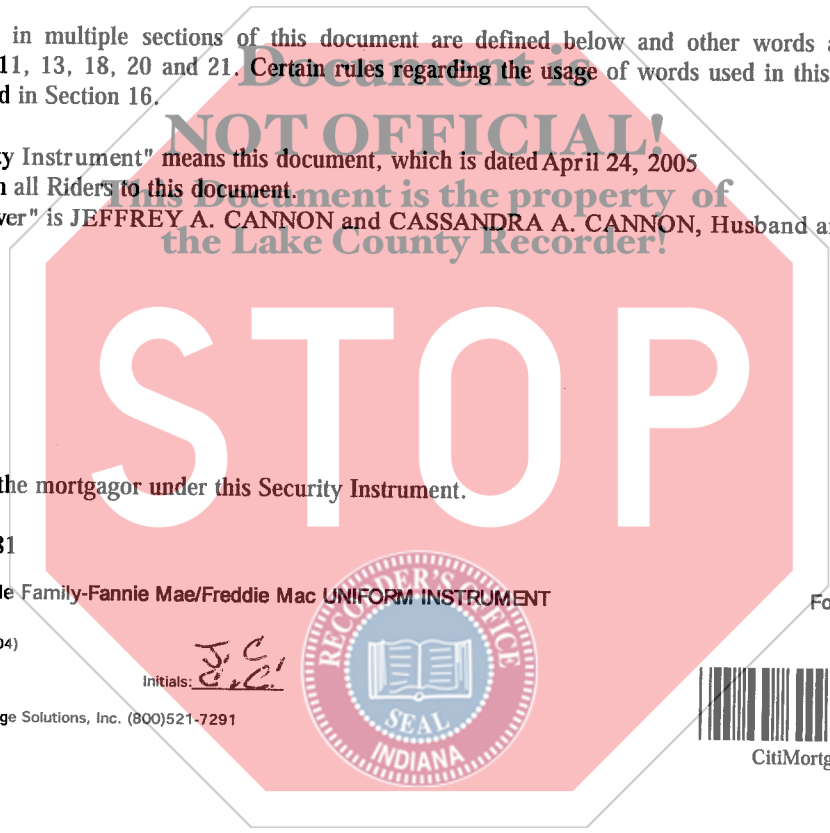 in multiple sections of this document are defined below and other words
11, 13, 18, 20 and 21. Certain rules regarding the usage of words used in this
in Section 16.
Document is
NOT OFFICIAL!
This Document is the property of
the Lake County Recorder!
Instrument" means this document, which is dated April 24, 2005
all Riders to this document.
" is JEFFREY A. CANNON and CASSANDRA A. CANNON, Husband
STOP
the mortgagor under this Security Instrument.
81
Family-Fannie Mae/Freddie Mac UNIFORM INSTRUMENT
04)
Initials: J. C
C. C.
Solutions, Inc. (800)521-7291
RECORDER'S OFFICE
SEAL
INDIANA
CitiMortg